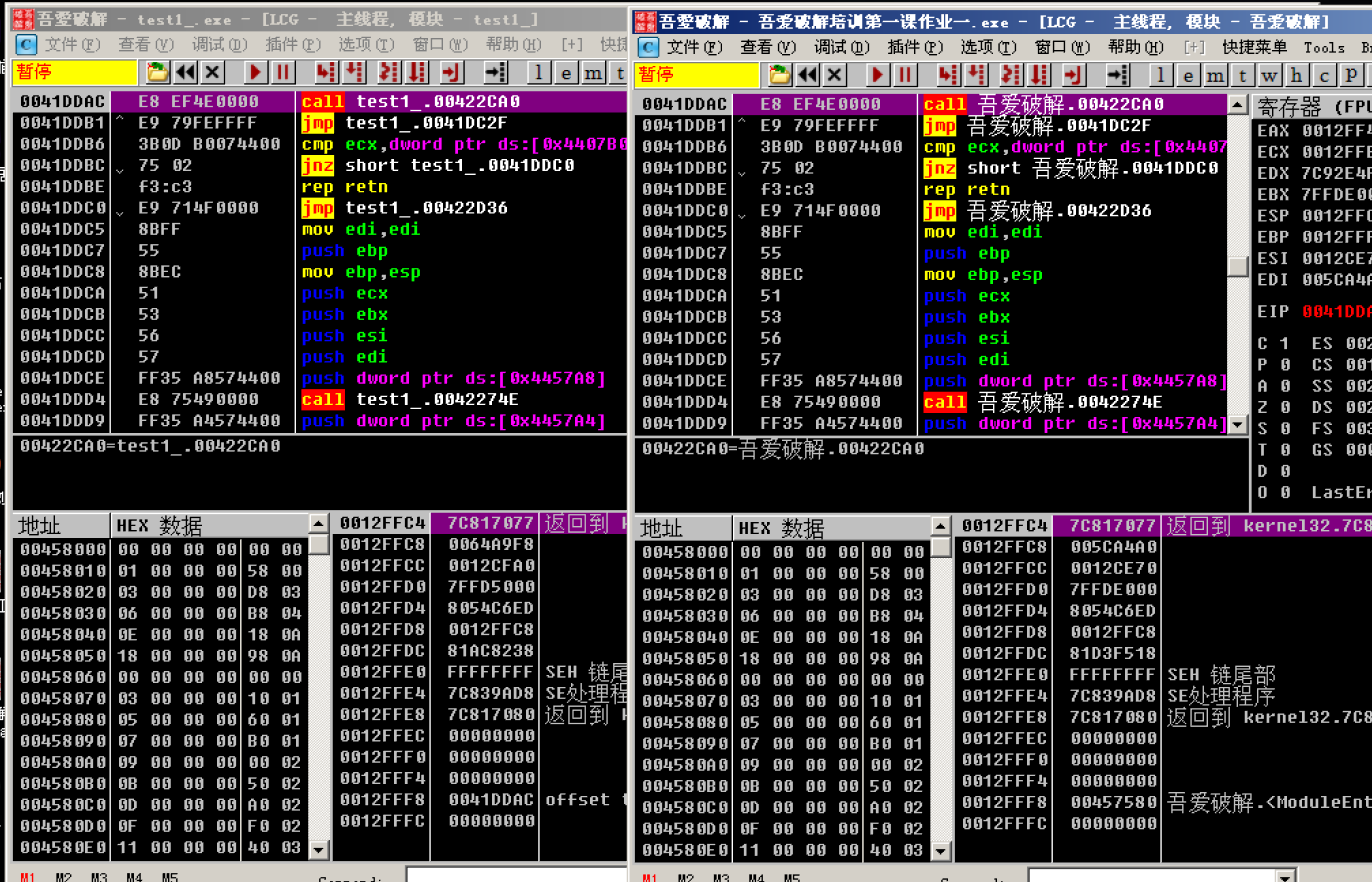 吾爱破解 - test1_.exe - [LCG - 主线程, 模块 - test1_]
文件(F) 查看(V) 调试(D) 插件(P) 选项(T) 窗口(W) 帮助(H) [+] 快捷
暂停
l e m t
0041DDAC E8 EF4E0000 call test1_.00422CA0
0041DDB1 ^ E9 79FEFFFF jmp test1_.0041DC2F
0041DDB6 3B0D B0074400 cmp ecx,dword ptr ds:[0x4407B0
0041DDBC 75 02 jnz short test1_.0041DDC0
0041DDBE f3:c3 rep retn
0041DDC0 E9 714F0000 jmp test1_.00422D36
0041DDC5 8BFF mov edi,edi
0041DDC7 55 push ebp
0041DDC8 8BEC mov ebp,esp
0041DDCA 51 push ecx
0041DDCB 53 push ebx
0041DDCC 56 push esi
0041DDCD 57 push edi
0041DDCE FF35 A8574400 push dword ptr ds:[0x4457A8]
0041DDD4 E8 75490000 call test1_.0042274E
0041DDD9 FF35 A4574400 push dword ptr ds:[0x4457A4]
00422CA0=test1_.00422CA0
地址 HEX 数据
00458000 00 00 00 00 00 00
00458010 01 00 00 00 58 00
00458020 03 00 00 00 D8 03
00458030 06 00 00 00 B8 04
00458040 0E 00 00 00 18 0A
00458050 18 00 00 00 98 0A
00458060 00 00 00 00 00 00
00458070 03 00 00 00 10 01
00458080 05 00 00 00 60 01
00458090 07 00 00 00 B0 01
004580A0 09 00 00 00 00 02
004580B0 0B 00 00 00 50 02
004580C0 0D 00 00 00 A0 02
004580D0 0F 00 00 00 F0 02
004580E0 11 00 00 00 40 03
0012FFC4 7C817077 返回到
0012FFC8 0064A9F8
0012FFCC 0012CFA0
0012FFD0 7FFD5000
0012FFD4 8054C6ED
0012FFD8 0012FFC8
0012FFDC 81AC8238
0012FFE0 FFFFFFFF SEH 链尾
0012FFE4 7C839AD8 SE处理程
0012FFE8 7C817080 返回到
0012FFEC 00000000
0012FFF0 00000000
0012FFF4 00000000
0012FFF8 0041DDAC offset t
0012FFFC 00000000
M1 M2 M3 M4 M5
吾爱破解 - 吾爱破解培训第一课作业一.exe - [LCG - 主线程, 模块 - 吾爱破解]
文件(F) 查看(V) 调试(D) 插件(P) 选项(T) 窗口(W) 帮助(H) [+] 快捷菜单 Tools
暂停
l e m t w h c P
0041DDAC E8 EF4E0000 call 吾爱破解.00422CA0
0041DDB1 ^ E9 79FEFFFF jmp 吾爱破解.0041DC2F
0041DDB6 3B0D B0074400 cmp ecx,dword ptr ds:[0x4407
0041DDBC 75 02 jnz short 吾爱破解.0041DDC0
0041DDBE f3:c3 rep retn
0041DDC0 E9 714F0000 jmp 吾爱破解.00422D36
0041DDC5 8BFF mov edi,edi
0041DDC7 55 push ebp
0041DDC8 8BEC mov ebp,esp
0041DDCA 51 push ecx
0041DDCB 53 push ebx
0041DDCC 56 push esi
0041DDCD 57 push edi
0041DDCE FF35 A8574400 push dword ptr ds:[0x4457A8]
0041DDD4 E8 75490000 call 吾爱破解.0042274E
0041DDD9 FF35 A4574400 push dword ptr ds:[0x4457A4]
00422CA0=吾爱破解.00422CA0
寄存器 (FPU
EAX 0012FF
ECX 0012FF
EDX 7C92E4
EBX 7FFDE0
ESP 0012FF
EBP 0012FF
ESI 0012CE
EDI 005CA4
EIP 0041DD
C 1 ES 002
P 0 CS 001
A 0 SS 002
Z 0 DS 002
S 0 FS 003
T 0 GS 000
D 0
O 0 LastEr
地址 HEX 数据
00458000 00 00 00 00 00 00
00458010 01 00 00 00 58 00
00458020 03 00 00 00 D8 03
00458030 06 00 00 00 B8 04
00458040 0E 00 00 00 18 0A
00458050 18 00 00 00 98 0A
00458060 00 00 00 00 00 00
00458070 03 00 00 00 10 01
00458080 05 00 00 00 60 01
00458090 07 00 00 00 B0 01
004580A0 09 00 00 00 00 02
004580B0 0B 00 00 00 50 02
004580C0 0D 00 00 00 A0 02
004580D0 0F 00 00 00 F0 02
004580E0 11 00 00 00 40 03
0012FFC4 7C817077 返回到 kernel32.7C8
0012FFC8 005CA4A0
0012FFCC 0012CE70
0012FFD0 7FFDE000
0012FFD4 8054C6ED
0012FFD8 0012FFC8
0012FFDC 81D3F518
0012FFE0 FFFFFFFF SEH 链尾部
0012FFE4 7C839AD8 SE处理程序
0012FFE8 7C817080 返回到 kernel32.7C8
0012FFEC 00000000
0012FFF0 00000000
0012FFF4 00000000
0012FFF8 00457580 吾爱破解.<ModuleEnt
0012FFFC 00000000
M1 M2 M3 M4 M5